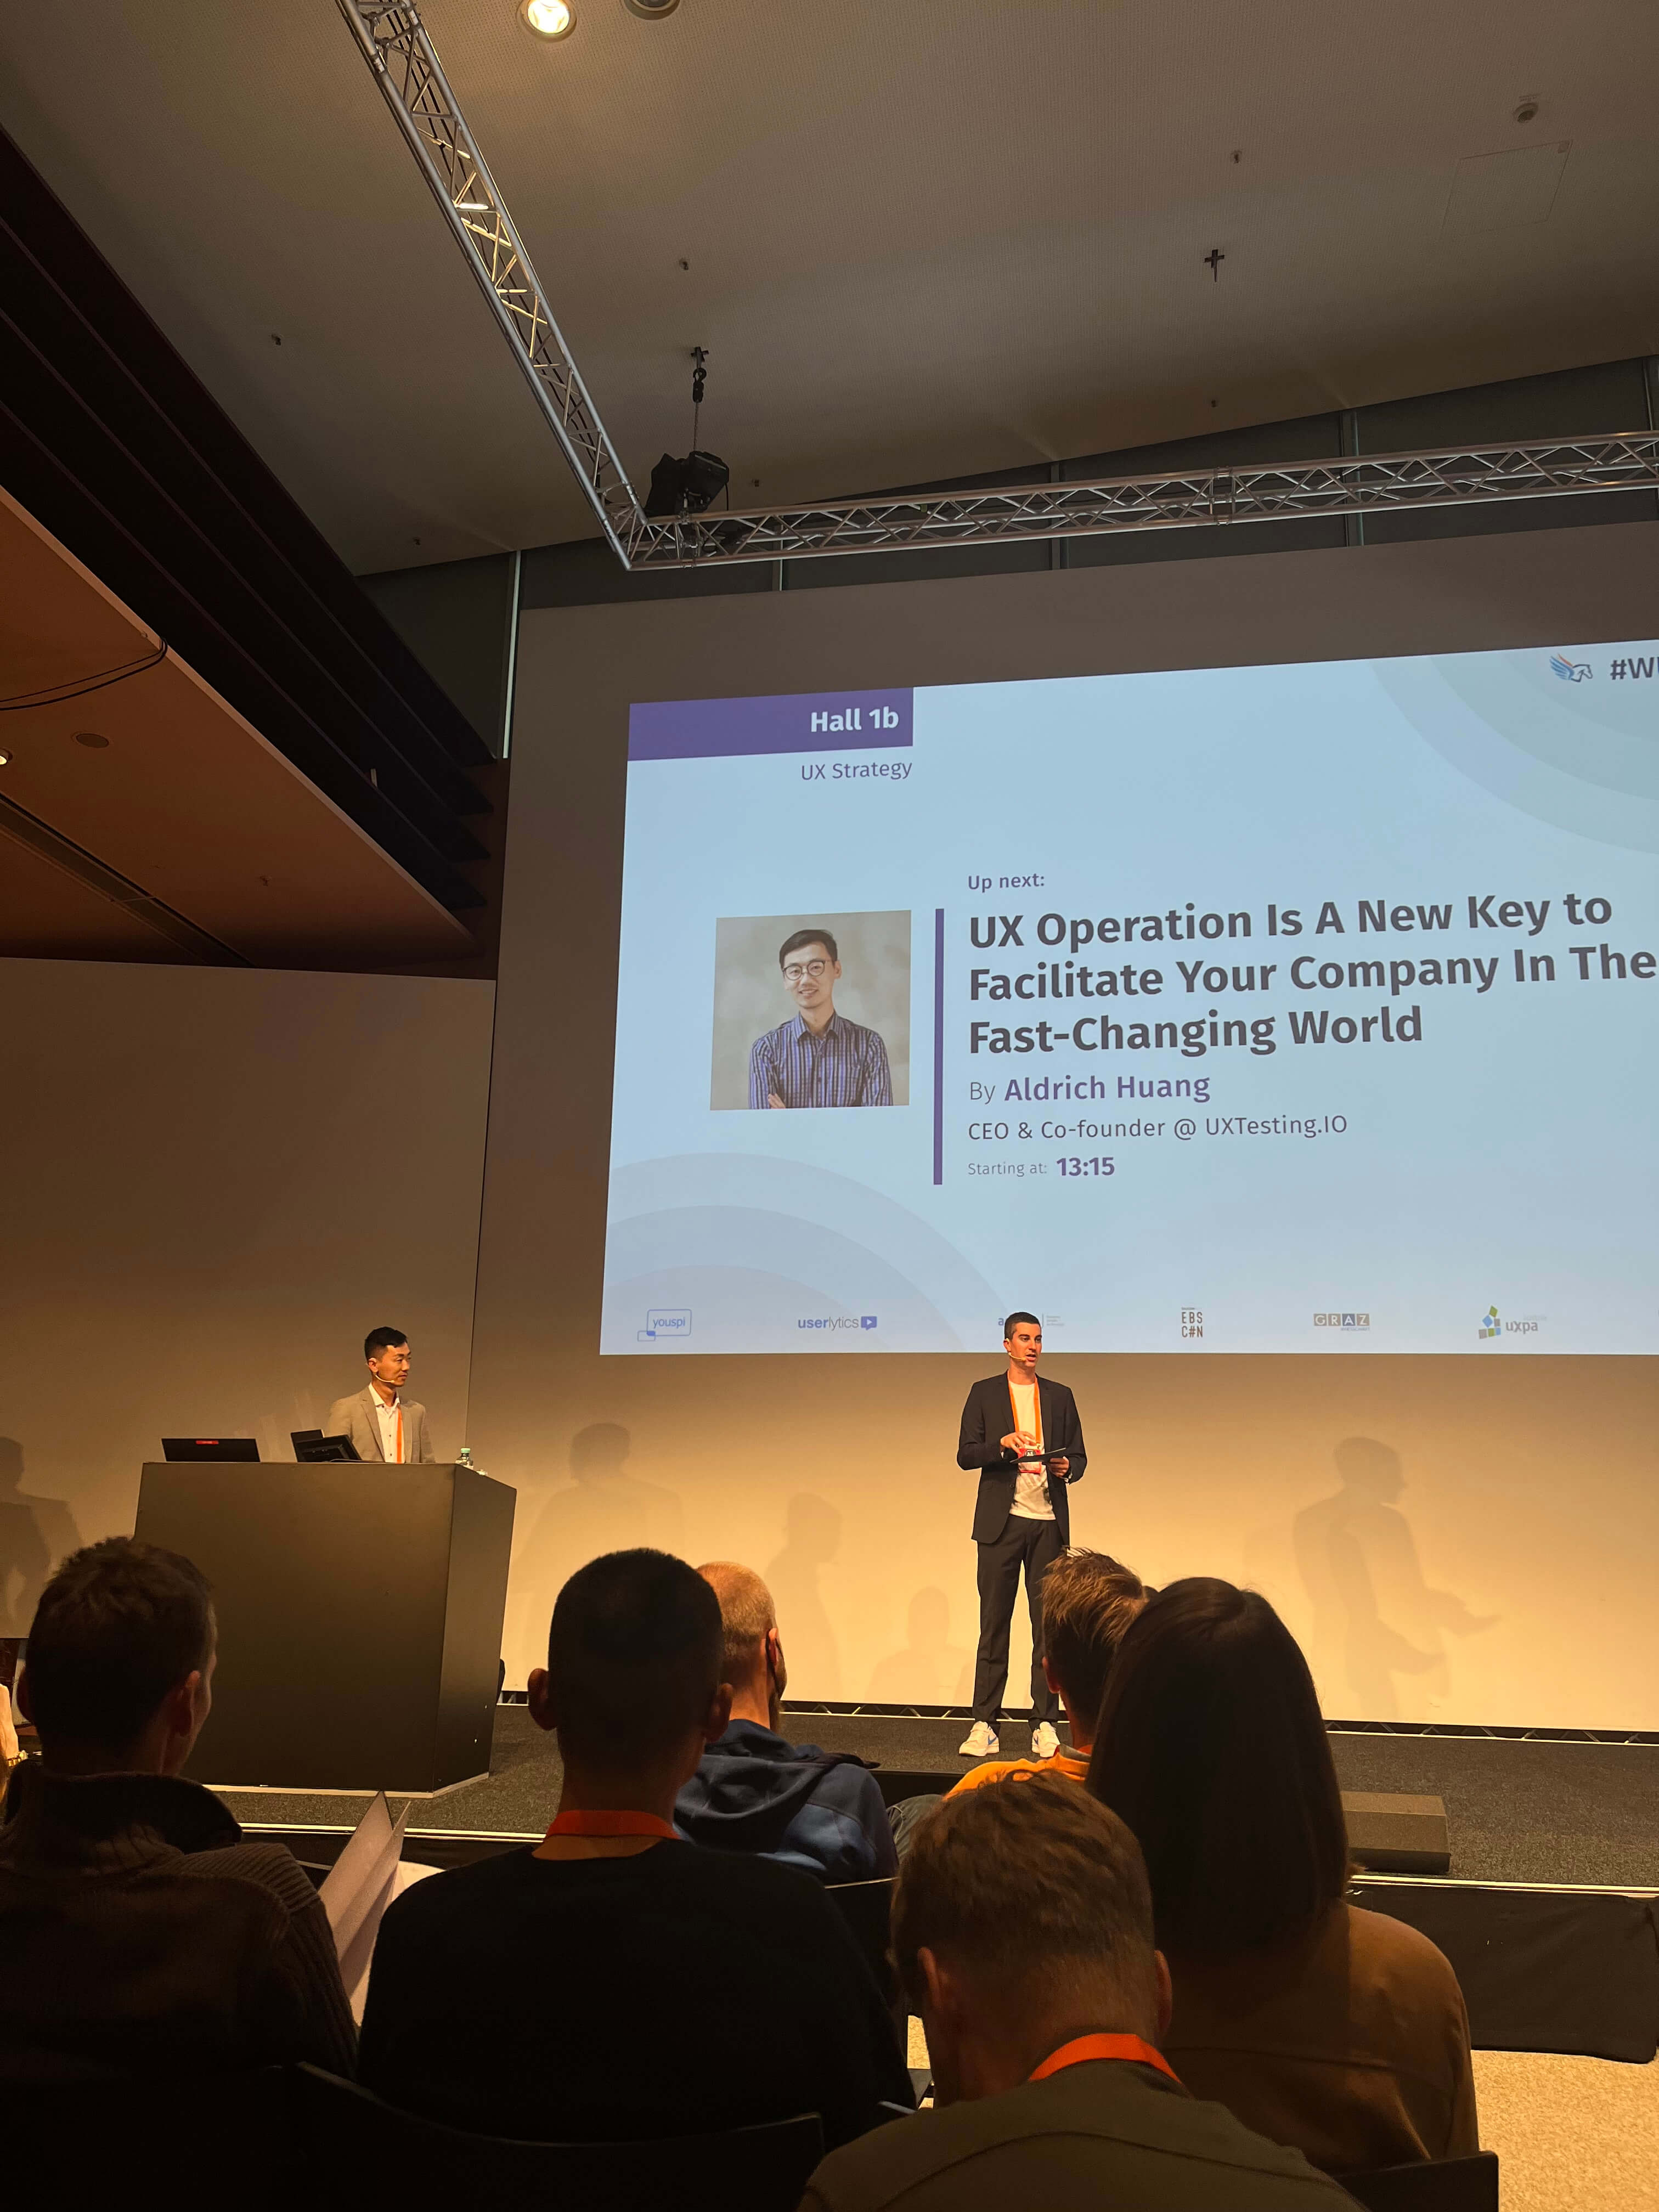 #W
Hall 1b
UX Strategy
Up next:
UX Operation Is A New Key to
Facilitate Your Company In The
Fast-Changing World
By Aldrich Huang
CEO & Co-founder @ UXTesting.IO
Starting at: 13:15
youspi
userlytics
EBS
C#N
GRAZ
uxpa